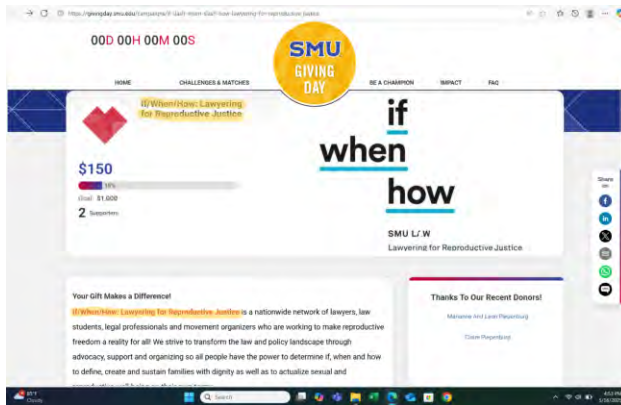 00D 00H 00M 00S
SMU
GIVING
DAY
HOME CHALLENGES & MATCHES BE A CHAMPION IMPACT FAQ
If/When/How: Lawyering
for Reproductive Justice
$150
Goal: $1,000
2 Supporters
if
when
how
SMU LAW
Lawyering for Reproductive Justice
Share
on
Your Gift Makes a Difference!
If/When/How: Lawyering for Reproductive Justice is a nationwide network of lawyers, law
students, legal professionals and movement organizers who are working to make reproductive
freedom a reality for all! We strive to transform the law and policy landscape through
advocacy, support and organizing so all people have the power to determine if, when and how
to define, create and sustain families with dignity as well as to actualize sexual and
Thanks To Our Recent Donors!
Cloudy
Search